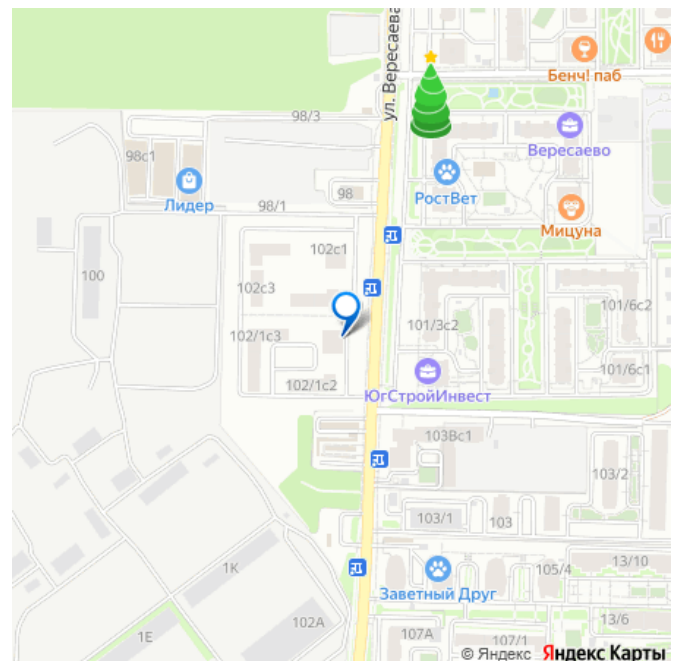 ул. Вересаева
Бенч! паб
98/3
98с1
Вересаево
98
РостВет
Лидер
98/1
Мицуна
102с1
100
102с3
101/6с2
101/3с2
102/1с3
101/6с1
102/1с2
ЮгСтройИнвест
103Вс1
103/2
103/1
103
1К
13/10
105/4
Заветный Друг
102А
13/6
1Е
107А
107/1
© Яндекс Яндекс Карты